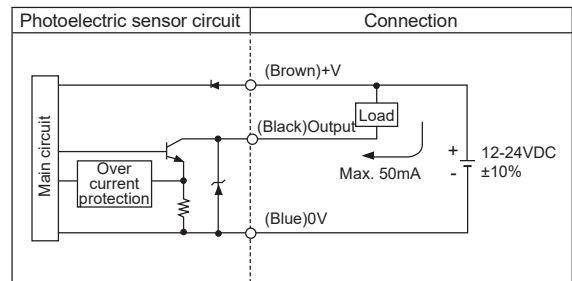 Photoelectric sensor circuit
Connection
(Brown)+V
Load
(Black)Output
Main circuit
Over
current
protection
Max. 50mA
+
-
12-24VDC
±10%
(Blue)0V